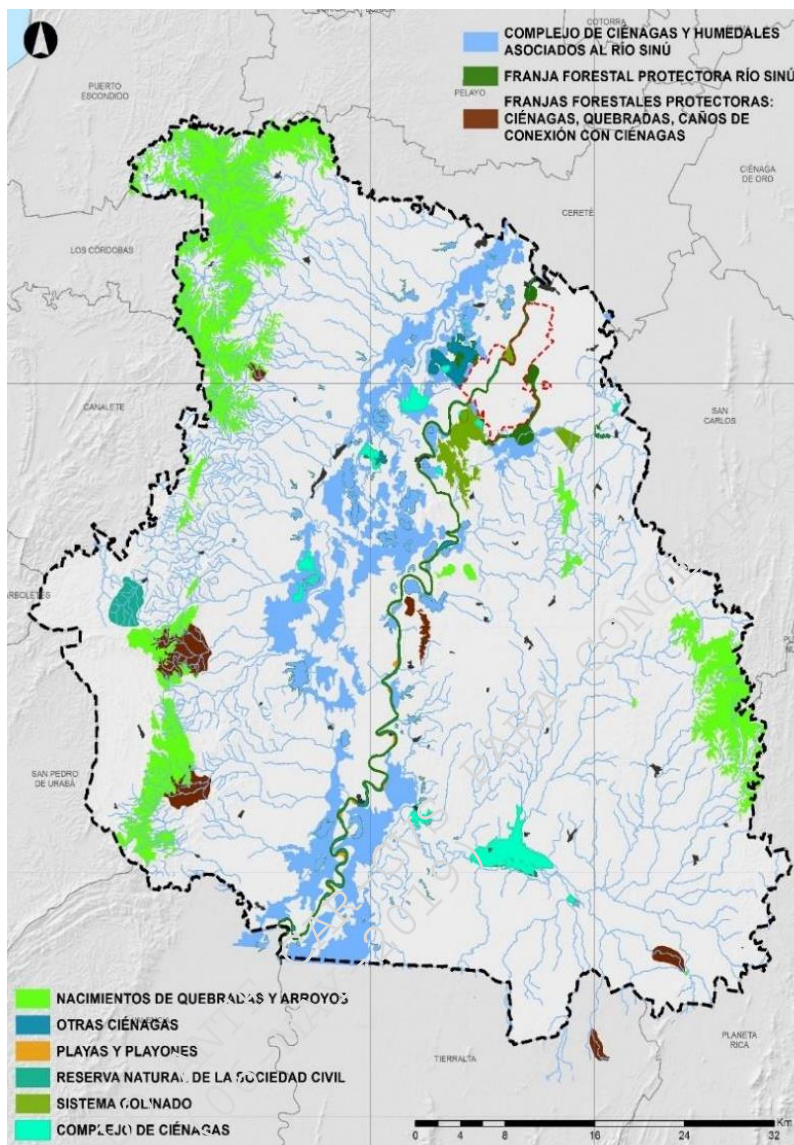 COTORRA
COMPLEJO DE CIÉNAGAS Y HUMEDALES
ASOCIADOS AL RÍO SINÚ
FRANJA FORESTAL PROTECTORA RÍO SINÚ
PELAYO
FRANJAS FORESTALES PROTECTORAS:
CIÉNAGAS, QUEBRADAS, CAÑOS DE
CONEXIÓN CON CIÉNAGAS
PUERTO
ESCONDIDO
CIÉNAGA
DE ORO
CERETÉ
LOS CÓRDOBAS
CANALETE
SAN
CARLOS
SAN PEDRO
DE URABÁ
NACIMIENTOS DE QUEBRADAS Y ARROYOS
OTRAS CIÉNAGAS
PLAYAS Y PLAYONES
RESERVA NATURAL DE LA SOCIEDAD CIVIL
SISTEMA COLINADO
COMPLEJO DE CIÉNAGAS
TIERRALTA
PLANETA
RICA
0 4 8 16 24 32
Km